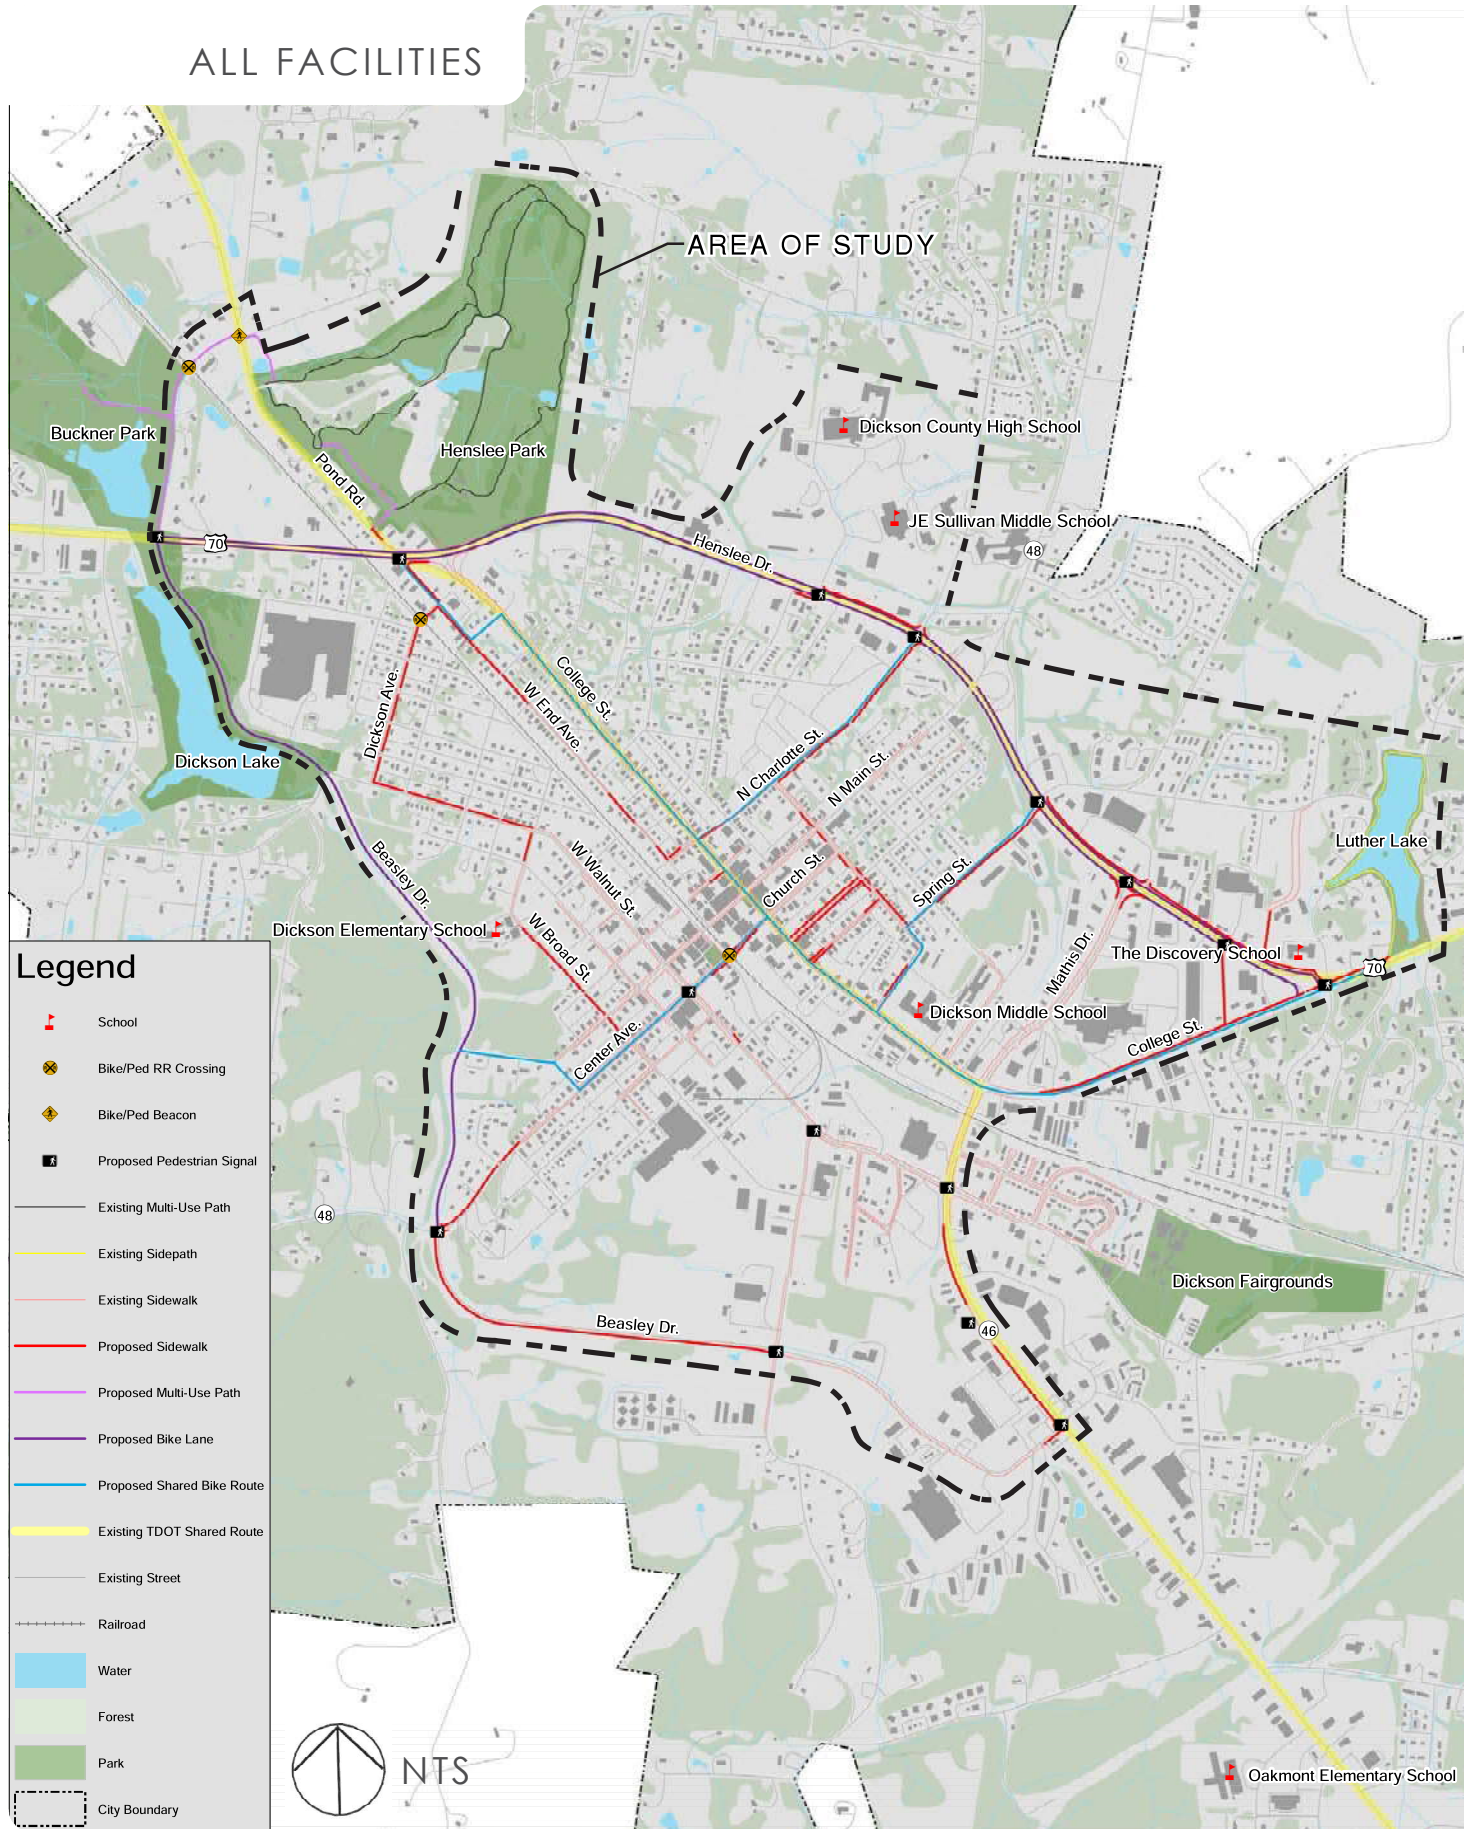 ALL FACILITIES
AREA OF STUDY
Dickson County High School
Buckner Park
Henslee Park
Pond Rd.
JE Sullivan Middle School
70
Henslee Dr.
48
College St.
W End Ave.
Dickson Ave.
Dickson Lake
N Charlotte St.
N Main St.
Luther Lake
Beasley Dr.
W Walnut St.
Church St.
Spring St.
Dickson Elementary School
W Broad St.
Mathis Dr.
The Discovery School
70
Dickson Middle School
College St.
Center Ave.
48
Dickson Fairgrounds
Beasley Dr.
46
Oakmont Elementary School
Legend
School
Bike/Ped RR Crossing
Bike/Ped Beacon
Proposed Pedestrian Signal
Existing Multi-Use Path
Existing Sidepath
Existing Sidewalk
Proposed Sidewalk
Proposed Multi-Use Path
Proposed Bike Lane
Proposed Shared Bike Route
Existing TDOT Shared Route
Existing Street
Railroad
Water
Forest
Park
City Boundary
NTS